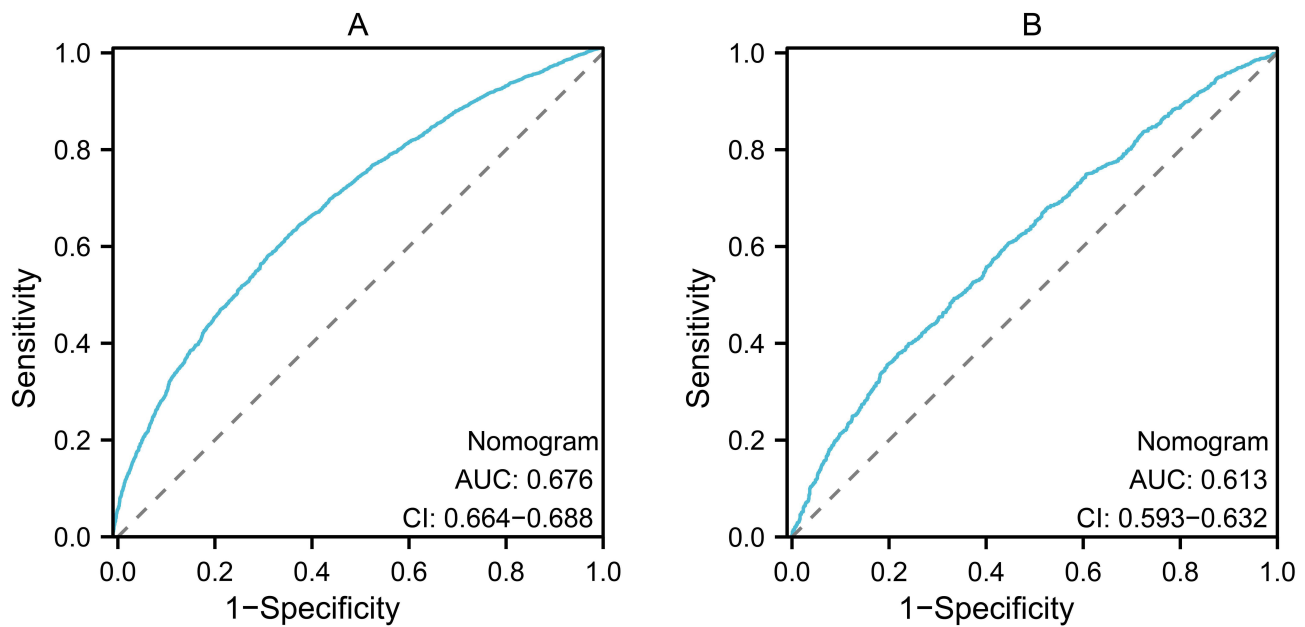 A
1.0
0.8
0.6
0.4
0.2
0.0
Sensitivity
Nomogram
AUC: 0.676
CI: 0.664−0.688
0.0 0.2 0.4 0.6 0.8 1.0
1−Specificity
B
1.0
0.8
0.6
0.4
0.2
0.0
Sensitivity
Nomogram
AUC: 0.613
CI: 0.593−0.632
0.0 0.2 0.4 0.6 0.8 1.0
1−Specificity